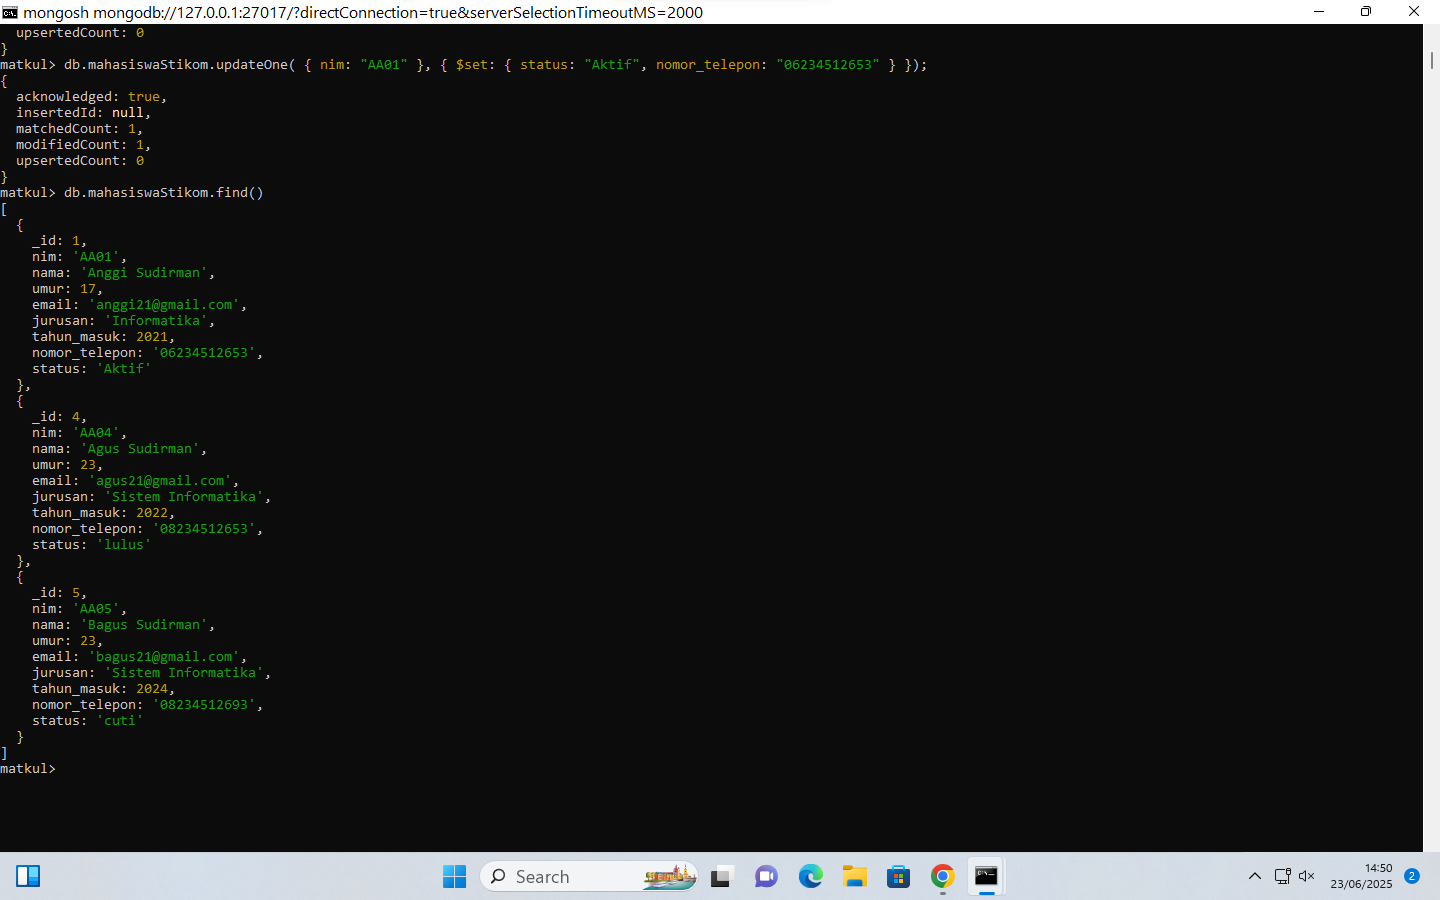 mongosh mongodb://127.0.0.1:27017/?directConnection=true&serverSelectionTimeoutMS=2000
  upsertedCount: 0
}
matkul> db.mahasiswaStikom.updateOne( { nim: "AA01" }, { $set: { status: "Aktif", nomor_telepon: "06234512653" } });
{
  acknowledged: true,
  insertedId: null,
  matchedCount: 1,
  modifiedCount: 1,
  upsertedCount: 0
}
matkul> db.mahasiswaStikom.find()
[
  {
    _id: 1,
    nim: 'AA01',
    nama: 'Anggi Sudirman',
    umur: 17,
    email: 'anggi21@gmail.com',
    jurusan: 'Informatika',
    tahun_masuk: 2021,
    nomor_telepon: '06234512653',
    status: 'Aktif'
  },
  {
    _id: 4,
    nim: 'AA04',
    nama: 'Agus Sudirman',
    umur: 23,
    email: 'agus21@gmail.com',
    jurusan: 'Sistem Informatika',
    tahun_masuk: 2022,
    nomor_telepon: '08234512653',
    status: 'lulus'
  },
  {
    _id: 5,
    nim: 'AA05',
    nama: 'Bagus Sudirman',
    umur: 23,
    email: 'bagus21@gmail.com',
    jurusan: 'Sistem Informatika',
    tahun_masuk: 2024,
    nomor_telepon: '08234512693',
    status: 'cuti'
  }
]
matkul>
Search
14:50
23/06/2025
2